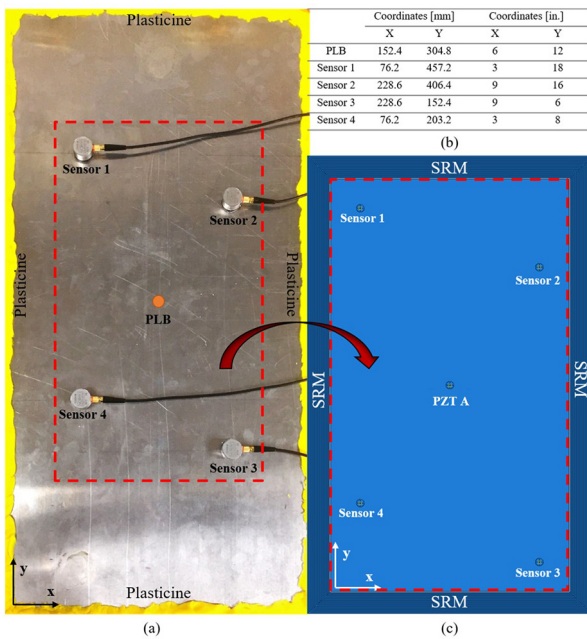 Plasticine
Sensor 1
Sensor 2
Plasticine
Plasticine
PLB
Sensor 4
Sensor 3
y
x
Plasticine
(a)
Coordinates [mm] Coordinates [in.]
X Y X Y
PLB 152.4 304.8 6 12
Sensor 1 76.2 457.2 3 18
Sensor 2 228.6 406.4 9 16
Sensor 3 228.6 152.4 9 6
Sensor 4 76.2 203.2 3 8
(b)
SRM
Sensor 1
Sensor 2
SRM
SRM
PZT A
Sensor 4
Sensor 3
y
x
SRM
(c)